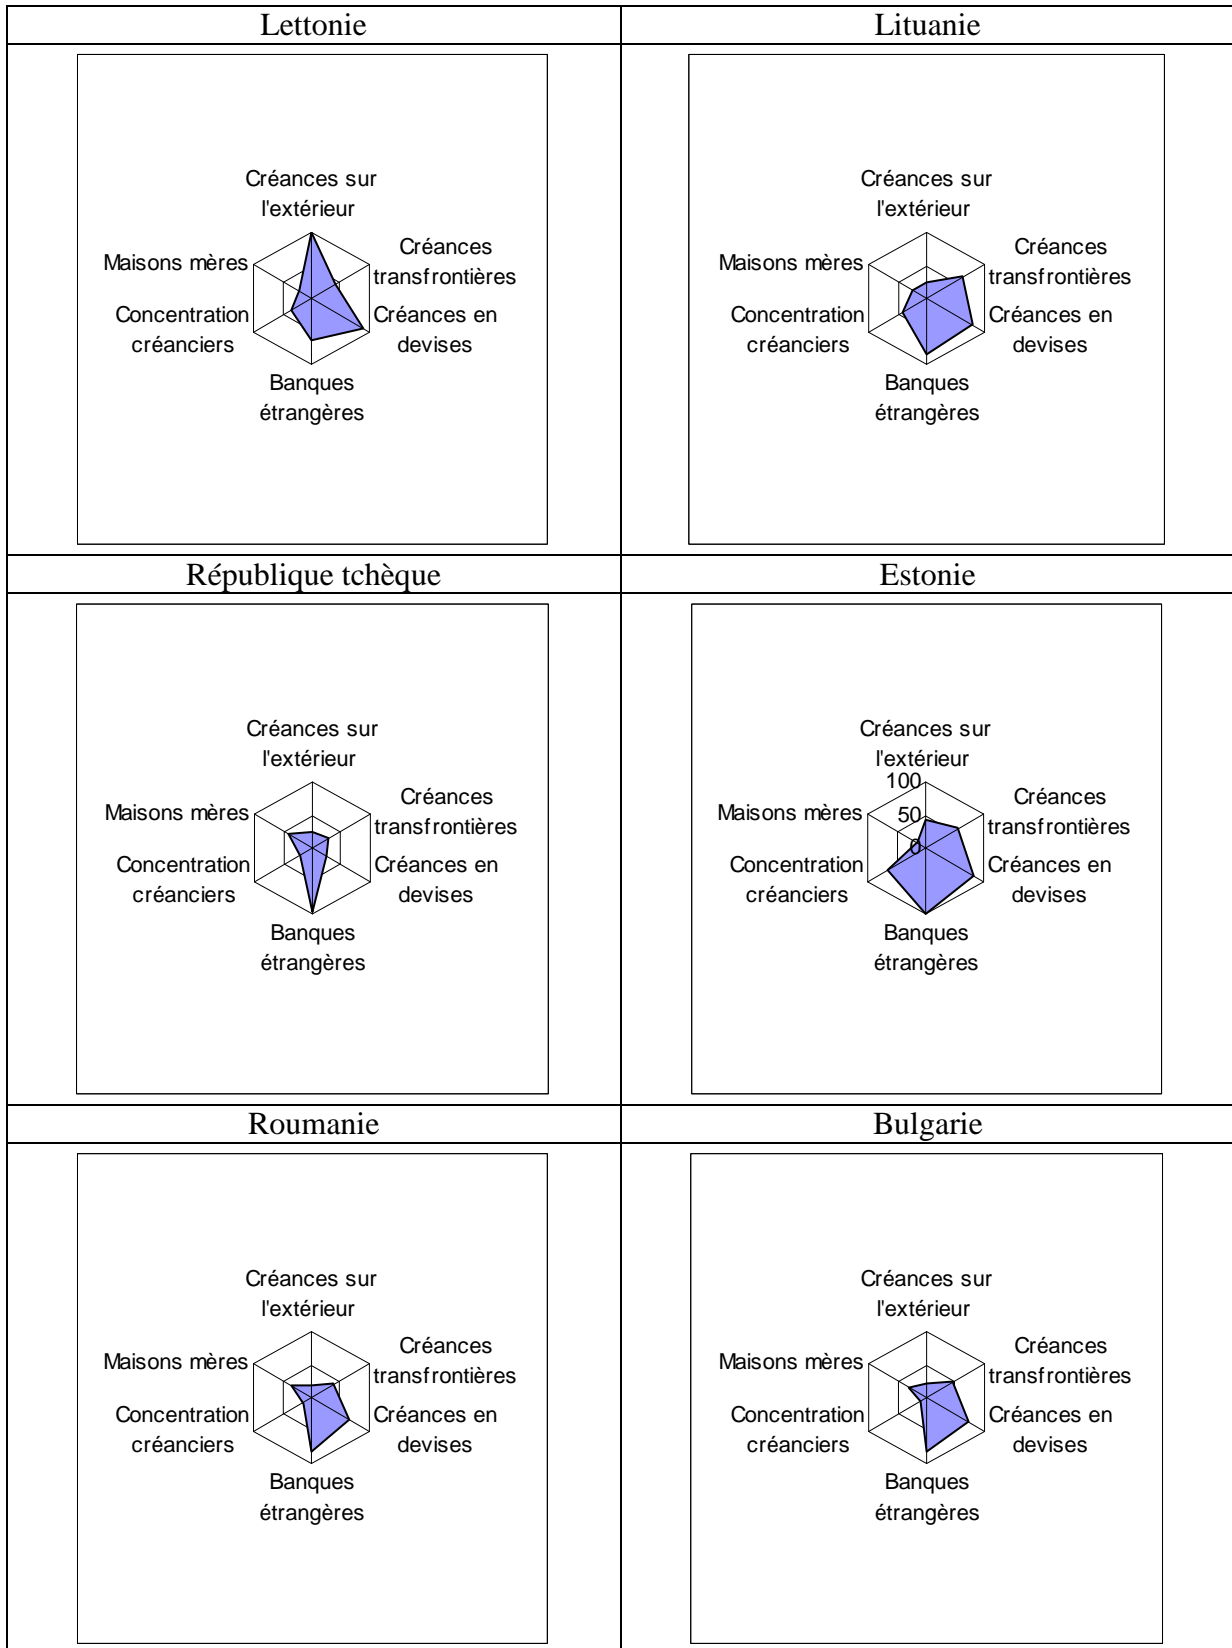 Lettonie
Lituanie
Créances sur
l'extérieur
Créances
transfrontières
Créances en
devises
Banques
étrangères
Concentration
créanciers
Maisons mères
Créances sur
l'extérieur
Créances
transfrontières
Créances en
devises
Banques
étrangères
Concentration
créanciers
Maisons mères
République tchèque
Estonie
Créances sur
l'extérieur
Créances
transfrontières
Créances en
devises
Banques
étrangères
Concentration
créanciers
Maisons mères
Créances sur
l'extérieur
100
50
0
Créances
transfrontières
Créances en
devises
Banques
étrangères
Concentration
créanciers
Maisons mères
Roumanie
Bulgarie
Créances sur
l'extérieur
Créances
transfrontières
Créances en
devises
Banques
étrangères
Concentration
créanciers
Maisons mères
Créances sur
l'extérieur
Créances
transfrontières
Créances en
devises
Banques
étrangères
Concentration
créanciers
Maisons mères